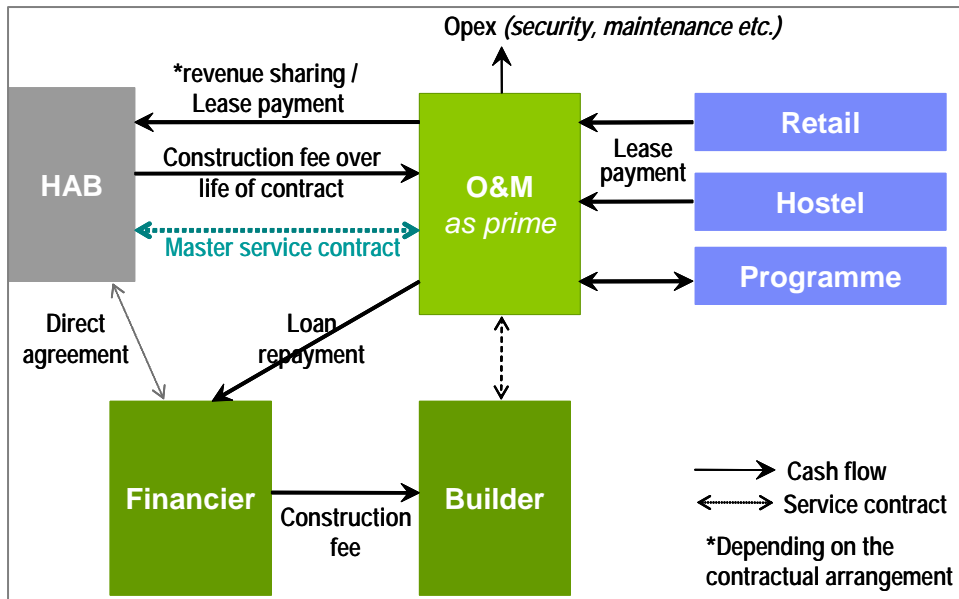 Opex (security, maintenance etc.)
*revenue sharing /
Lease payment
HAB
Construction fee over
life of contract
Master service contract
O&M
as prime
Lease
payment
Retail
Hostel
Programme
Direct
agreement
Loan
repayment
Financier
Construction
fee
Builder
Cash flow
Service contract
*Depending on the
contractual arrangement